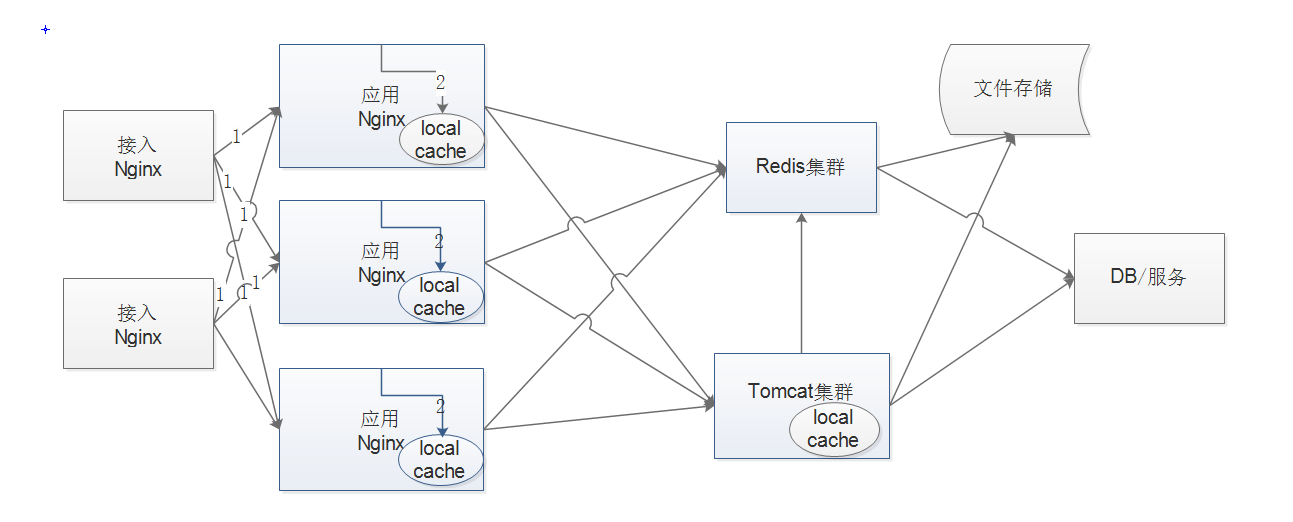 接入
Nginx
接入
Nginx
1
1
1
1
1
1
应用
Nginx
2
local
cache
应用
Nginx
2
local
cache
应用
Nginx
2
local
cache
Redis集群
Tomcat集群
local
cache
文件存储
DB/服务